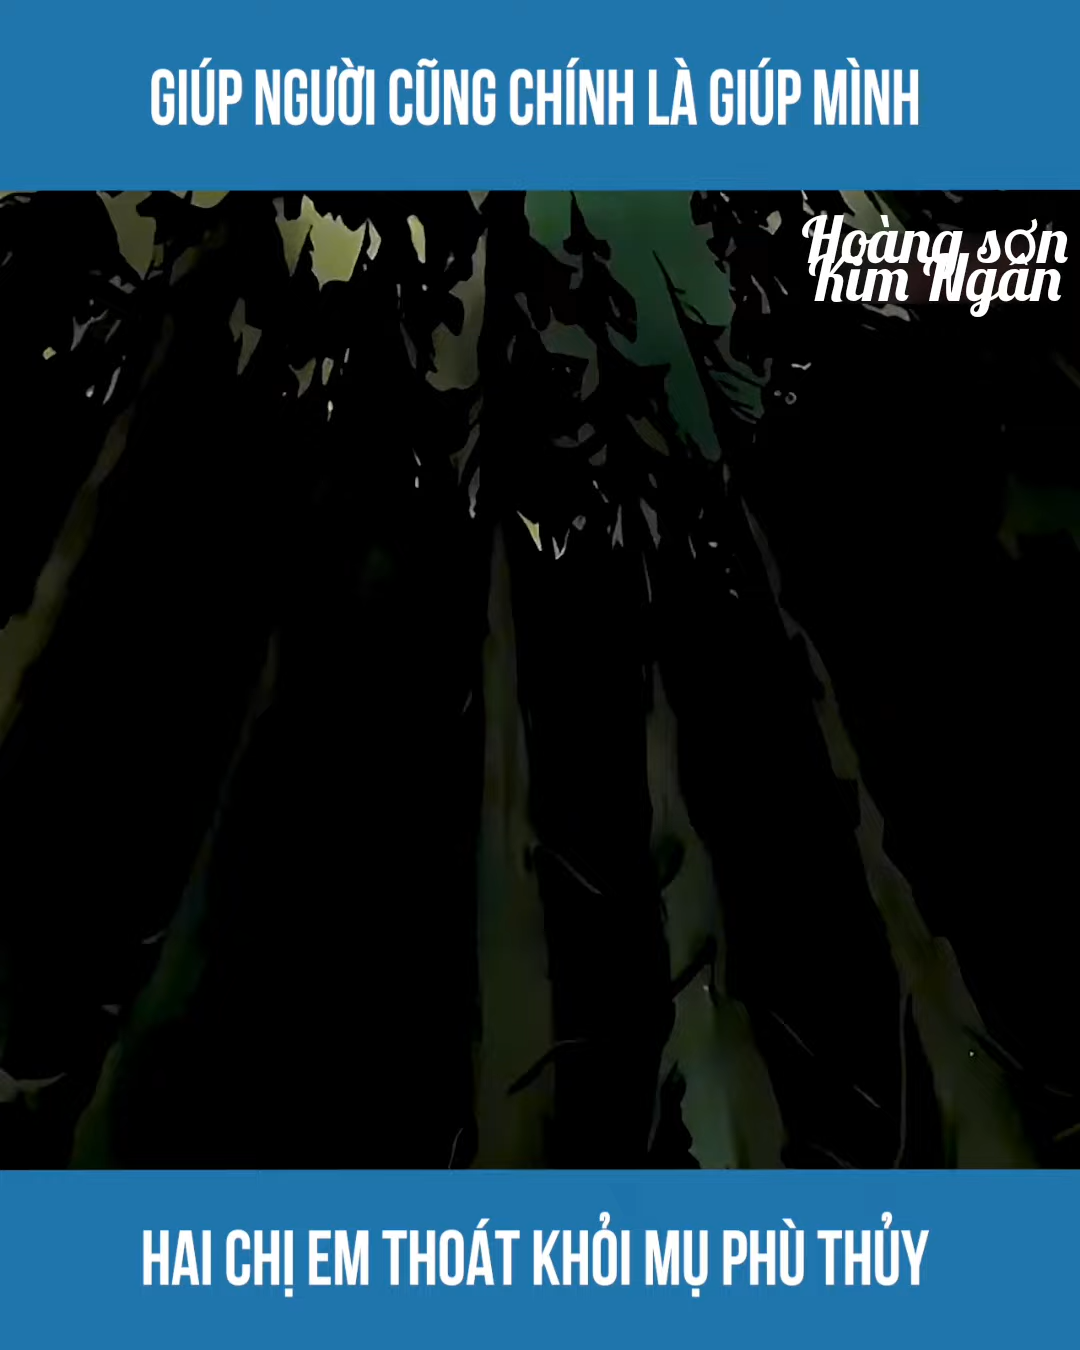 GIÚP NGƯỜI CŨNG CHÍNH LÀ GIÚP MÌNH
Hoàng sơn
Kim Ngân
HAI CHỊ EM THOÁT KHỎI MỤ PHÙ THỦY